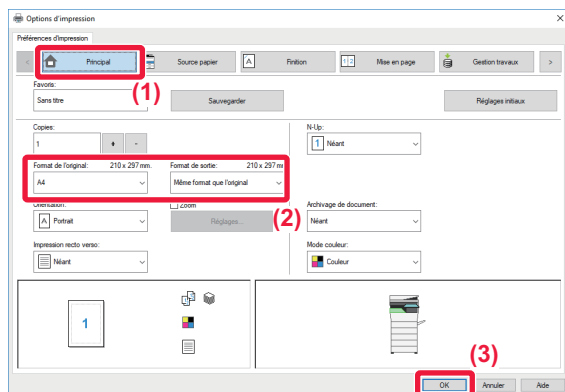 Options d'impression
Préférences d'impression
Principal
Source papier
A
Finition
1 2
Mise en page
Gestion travaux
>
(1)
Favoris:
Sans titre
Sauvegarder
Réglages initiaux
Copies:
1
+
-
N-Up:
1 Néant
Format de l'original: 210 x 297 mm.
A4
Format de sortie: 210 x 297 mm
Même format que l'original
(2)
Orientation:
A Portrait
Zoom
Réglages...
Archivage de document:
Néant
Impression recto verso:
Néant
Mode couleur:
Couleur
1
(3)
OK
Annuler
Aide